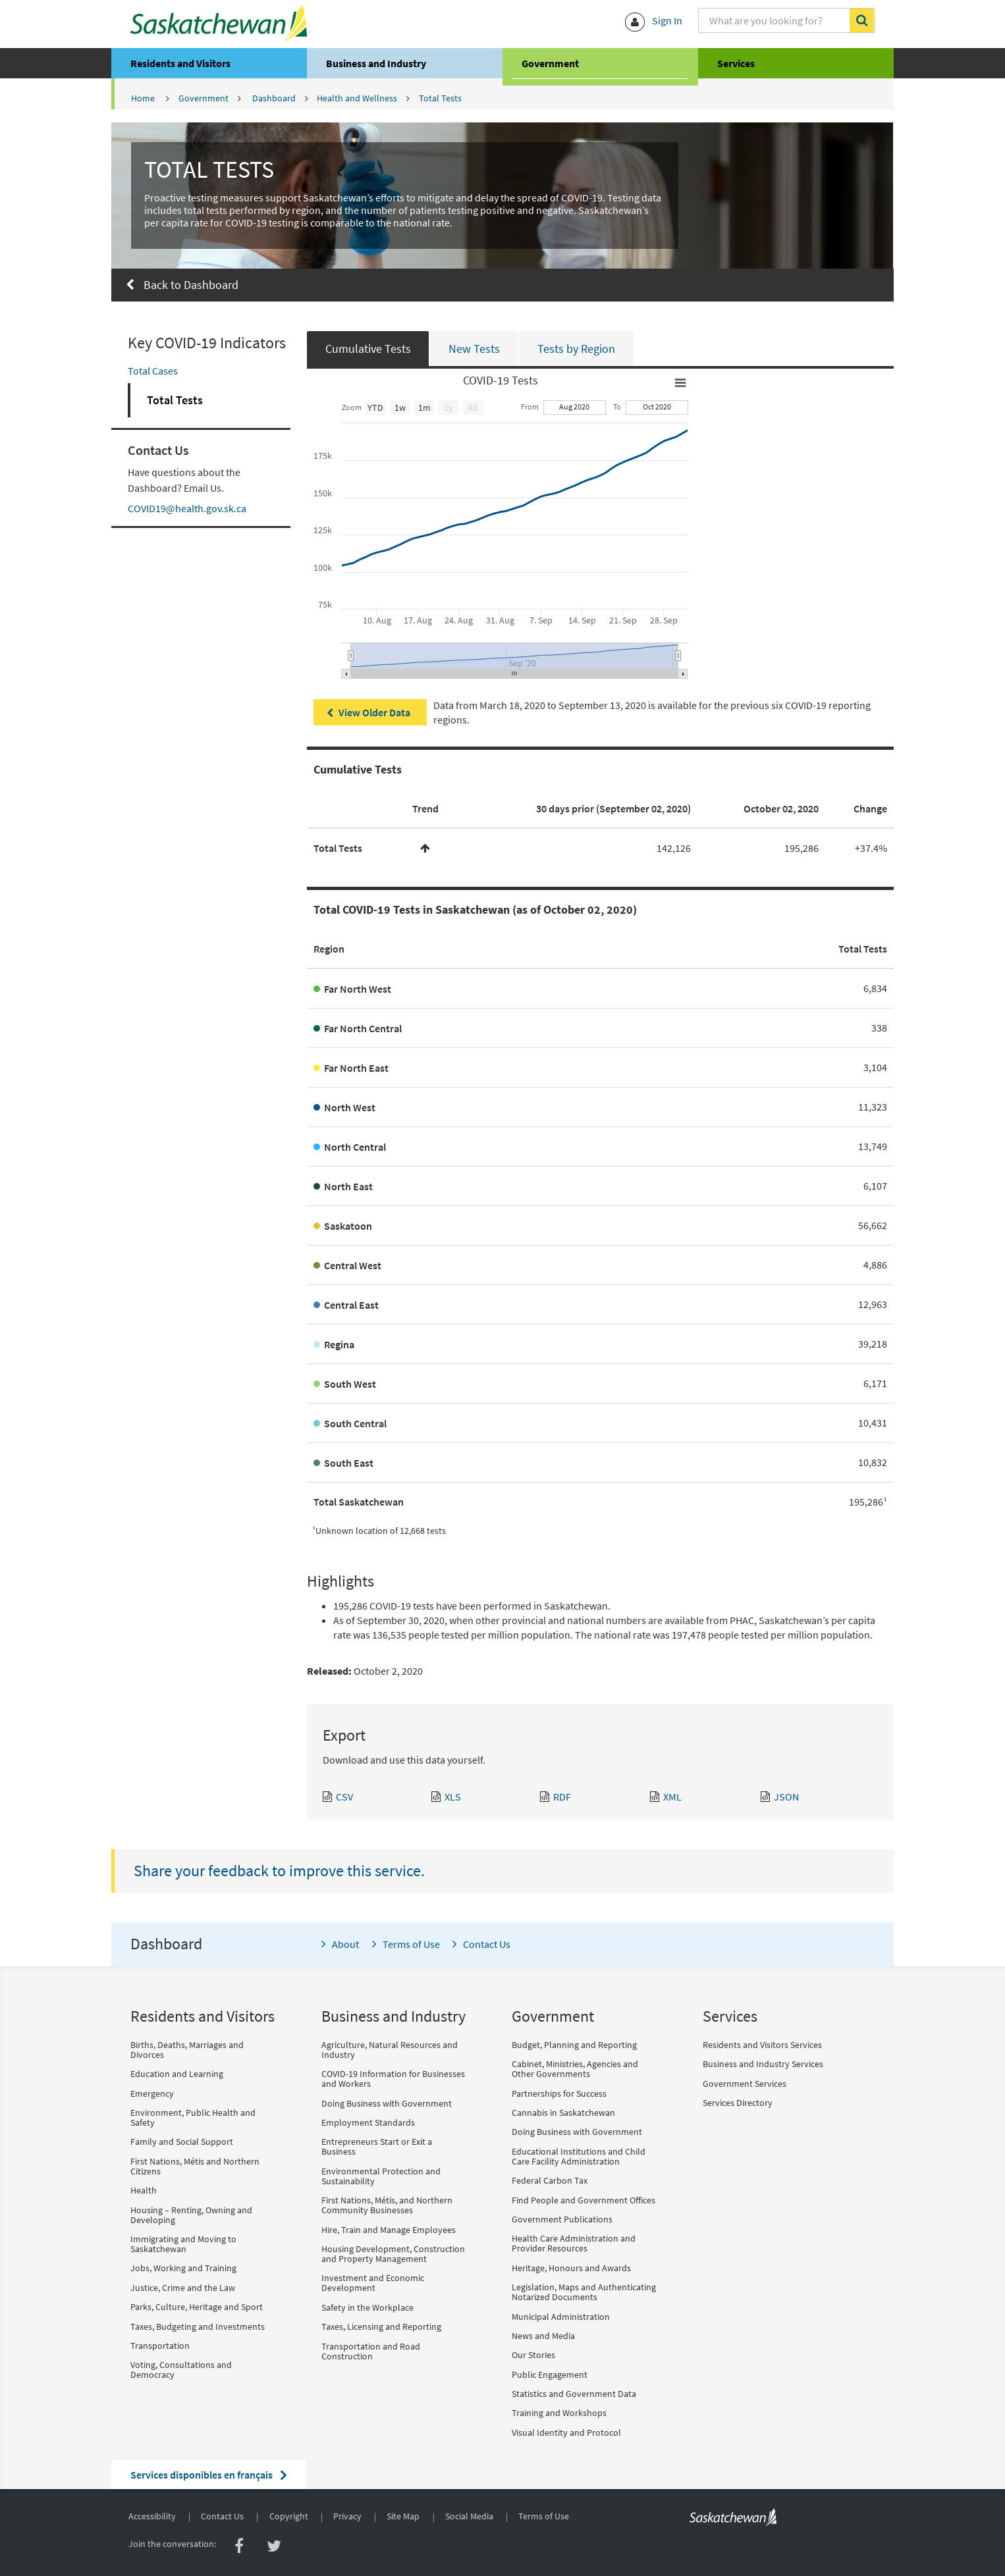 Saskatchewan
Sign In
What are you looking for?
Residents and Visitors
Business and Industry
Government
Services
Home
Government
Dashboard
Health and Wellness
Total Tests
TOTAL TESTS
Proactive testing measures support Saskatchewan's efforts to mitigate and delay the spread of COVID-19. Testing data
includes total tests performed by region, and the number of patients testing positive and negative. Saskatchewan's
per capita rate for COVID-19 testing is comparable to the national rate.
Back to Dashboard
Key COVID-19 Indicators
Total Cases
Total Tests
Contact Us
Have questions about the
Dashboard? Email Us.
COVID19@health.gov.sk.ca
Cumulative Tests
New Tests
Tests by Region
COVID-19 Tests
Zoom YTD 1w 1m 1y All
From Aug 2020 To Oct 2020
175k
150k
125k
100k
75k
10. Aug 17. Aug 24. Aug 31. Aug 7. Sep 14. Sep 21. Sep 28. Sep
Sep '20
View Older Data
Data from March 18, 2020 to September 13, 2020 is available for the previous six COVID-19 reporting
regions.
Cumulative Tests
Trend 30 days prior (September 02, 2020) October 02, 2020 Change
Total Tests 142,126 195,286 +37.4%
Total COVID-19 Tests in Saskatchewan (as of October 02, 2020)
Region Total Tests
Far North West 6,834
Far North Central 338
Far North East 3,104
North West 11,323
North Central 13,749
North East 6,107
Saskatoon 56,662
Central West 4,886
Central East 12,963
Regina 39,218
South West 6,171
South Central 10,431
South East 10,832
Total Saskatchewan 195,286¹
¹Unknown location of 12,668 tests
Highlights
• 195,286 COVID-19 tests have been performed in Saskatchewan.
• As of September 30, 2020, when other provincial and national numbers are available from PHAC, Saskatchewan's per capita
rate was 136,535 people tested per million population. The national rate was 197,478 people tested per million population.
Released: October 2, 2020
Export
Download and use this data yourself.
CSV
XLS
RDF
XML
JSON
Share your feedback to improve this service.
Dashboard
About
Terms of Use
Contact Us
Residents and Visitors
Births, Deaths, Marriages and
Divorces
Education and Learning
Emergency
Environment, Public Health and
Safety
Family and Social Support
First Nations, Métis and Northern
Citizens
Health
Housing – Renting, Owning and
Developing
Immigrating and Moving to
Saskatchewan
Jobs, Working and Training
Justice, Crime and the Law
Parks, Culture, Heritage and Sport
Taxes, Budgeting and Investments
Transportation
Voting, Consultations and
Democracy
Business and Industry
Agriculture, Natural Resources and
Industry
COVID-19 Information for Businesses
and Workers
Doing Business with Government
Employment Standards
Entrepreneurs Start or Exit a
Business
Environmental Protection and
Sustainability
First Nations, Métis, and Northern
Community Businesses
Hire, Train and Manage Employees
Housing Development, Construction
and Property Management
Investment and Economic
Development
Safety in the Workplace
Taxes, Licensing and Reporting
Transportation and Road
Construction
Government
Budget, Planning and Reporting
Cabinet, Ministries, Agencies and
Other Governments
Partnerships for Success
Cannabis in Saskatchewan
Doing Business with Government
Educational Institutions and Child
Care Facility Administration
Federal Carbon Tax
Find People and Government Offices
Government Publications
Health Care Administration and
Provider Resources
Heritage, Honours and Awards
Legislation, Maps and Authenticating
Notarized Documents
Municipal Administration
News and Media
Our Stories
Public Engagement
Statistics and Government Data
Training and Workshops
Visual Identity and Protocol
Services
Residents and Visitors Services
Business and Industry Services
Government Services
Services Directory
Services disponibles en français
Accessibility | Contact Us | Copyright | Privacy | Site Map | Social Media | Terms of Use
Saskatchewan
Join the conversation: